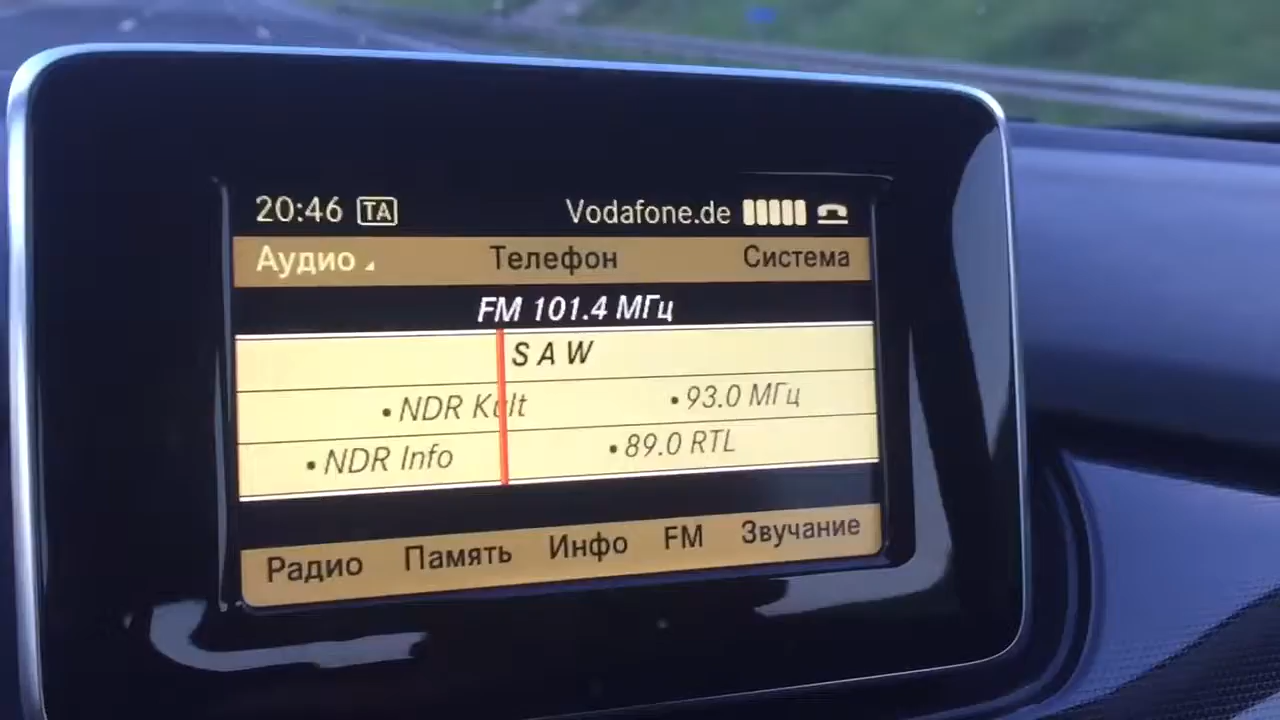 20:46 TA Vodafone.de
Аудио Телефон Система
FM 101.4 МГц
S A W
• NDR Kult • 93.0 МГц
• NDR Info • 89.0 RTL
Радио Память Инфо FM Звучание